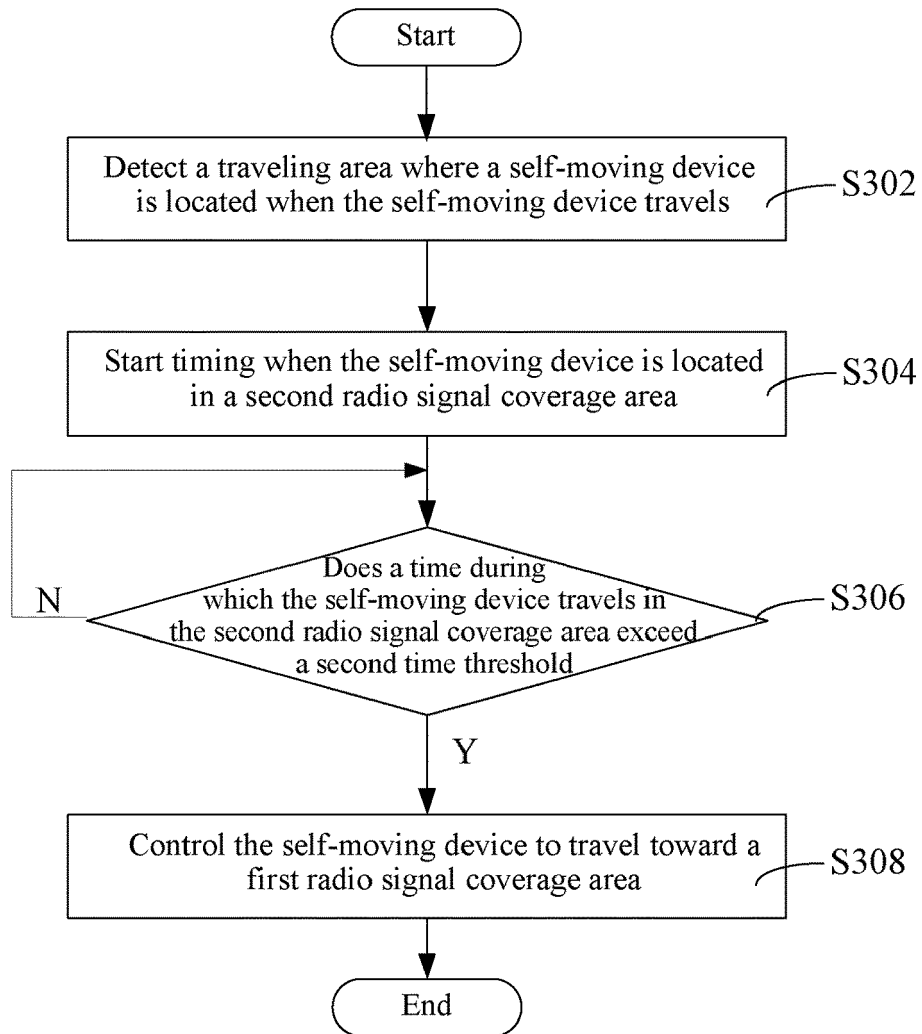 Start
Detect a traveling area where a self-moving device
is located when the self-moving device travels
S302
Start timing when the self-moving device is located
in a second radio signal coverage area
S304
Does a time during
which the self-moving device travels in
the second radio signal coverage area exceed
a second time threshold
S306
N
Y
Control the self-moving device to travel toward a
first radio signal coverage area
S308
End